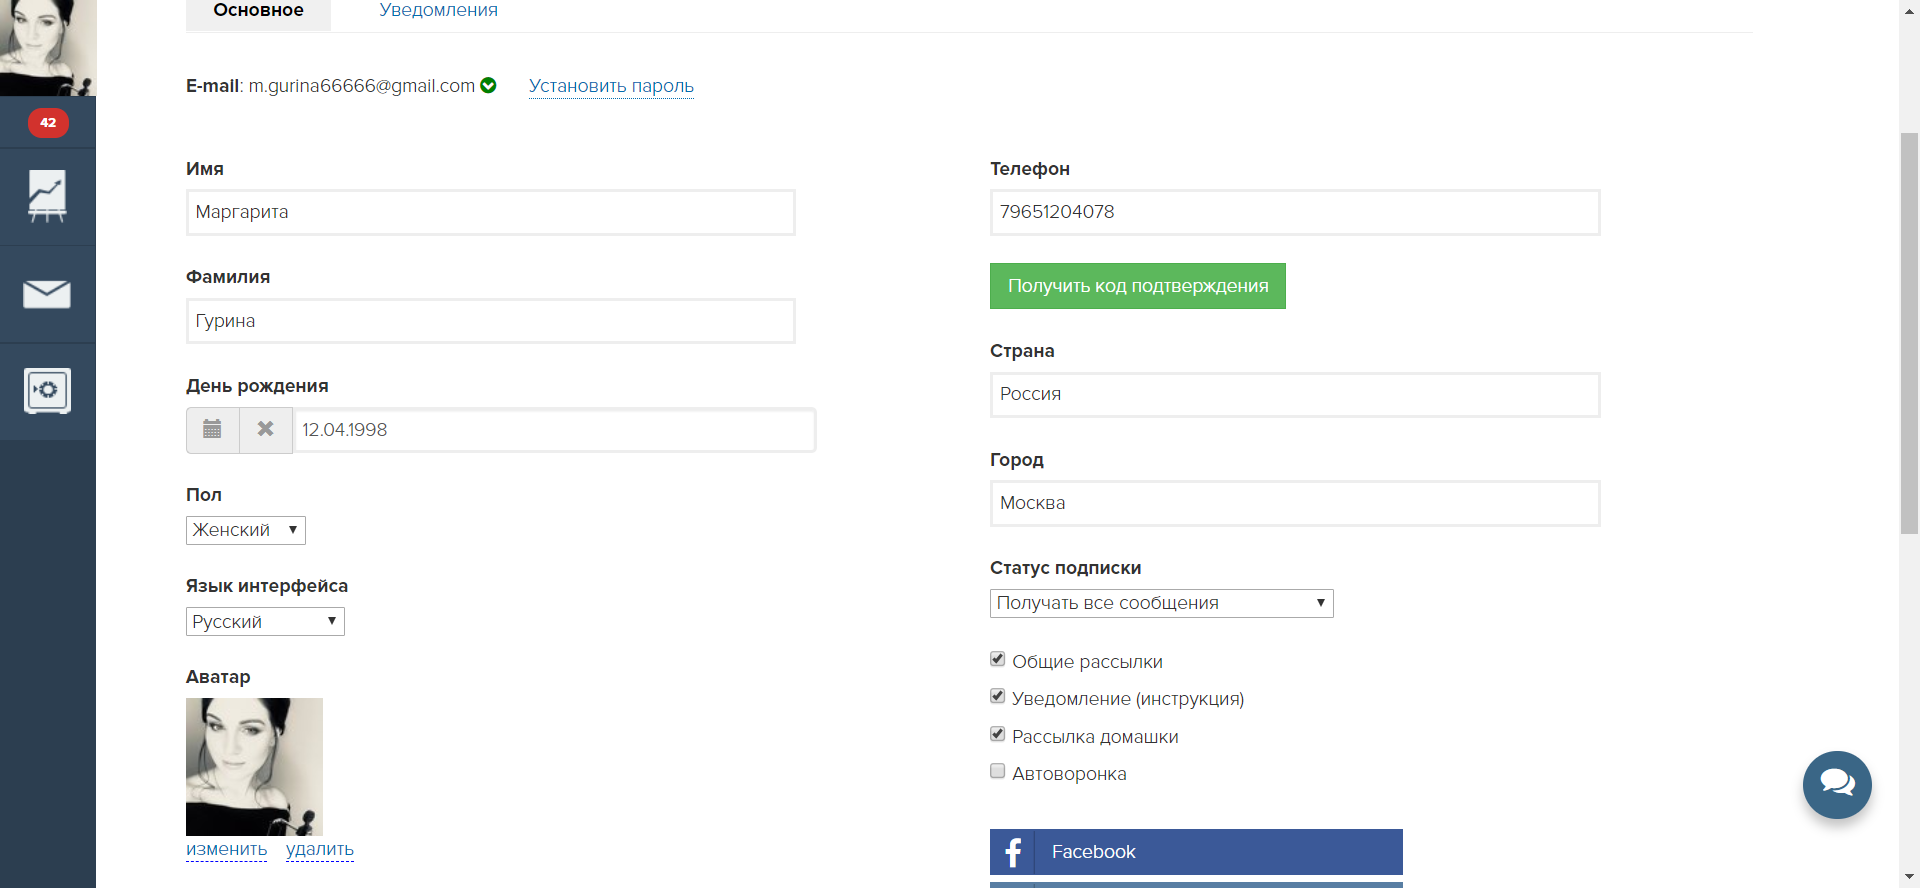 Основное Уведомления
E-mail: m.gurina66666@gmail.com Установить пароль
42
Имя
Маргарита
Фамилия
Гурина
День рождения
12.04.1998
Пол
Женский
Язык интерфейса
Русский
Аватар
изменить удалить
Телефон
79651204078
Получить код подтверждения
Страна
Россия
Город
Москва
Статус подписки
Получать все сообщения
Общие рассылки
Уведомление (инструкция)
Рассылка домашки
Автоворонка
Facebook